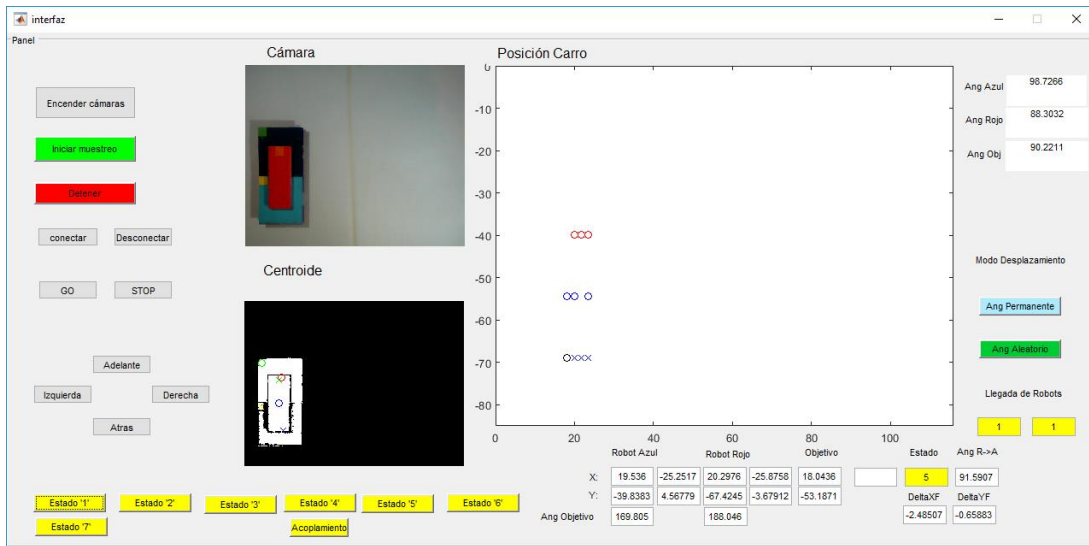 interfaz
Panel
Cámara
Posición Carro
Encender cámaras
Iniciar muestreo
Detener
conectar Desconectar
GO STOP
Adelante
Izquierda Derecha
Atras
Centroide
0
-10
-20
-30
-40
-50
-60
-70
-80
0 20 40 60 80 100
Ang Azul 98.7266
Ang Rojo 88.3032
Ang Obj 90.2211
Modo Desplazamiento
Ang Permanente
Ang Aleatorio
Llegada de Robots
1 1
Robot Azul Robot Rojo Objetivo Estado Ang R->A
X: 19.536 -25.2517 20.2976 -25.8758 18.0436 5 91.5907
Y: -39.8383 4.56779 -67.4245 -3.67912 -53.1871 DeltaXF DeltaYF
Ang Objetivo 169.805 188.046 -2.48507 -0.65883
Estado '1' Estado '2' Estado '3' Estado '4' Estado '5' Estado '6'
Estado '7' Acoplamiento